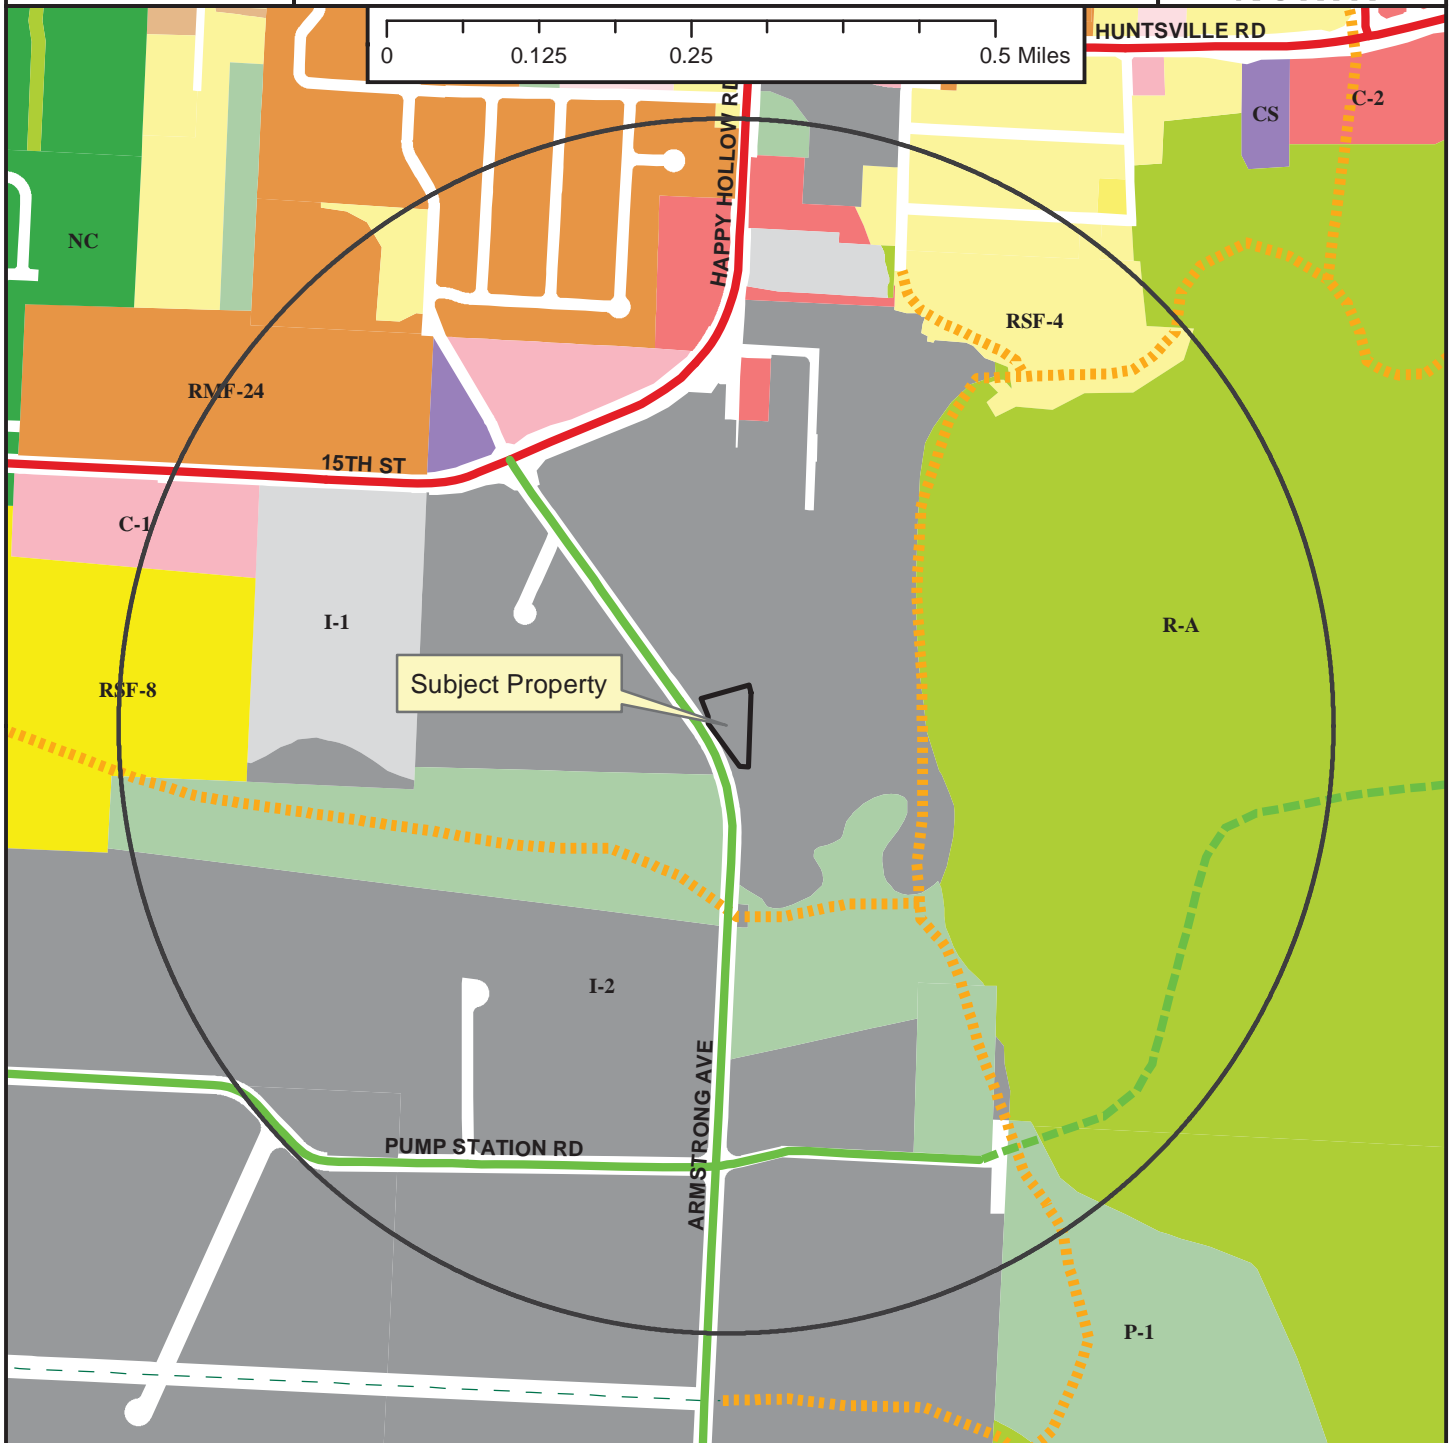 0 0.125 0.25 0.5 Miles
HUNTSVILLE RD
C-2
CS
HAPPY HOLLOW RD
NC
RSF-4
RMF-24
15TH ST
C-1
I-1
R-A
Subject Property
RSF-8
I-2
ARMSTRONG AVE
PUMP STATION RD
P-1